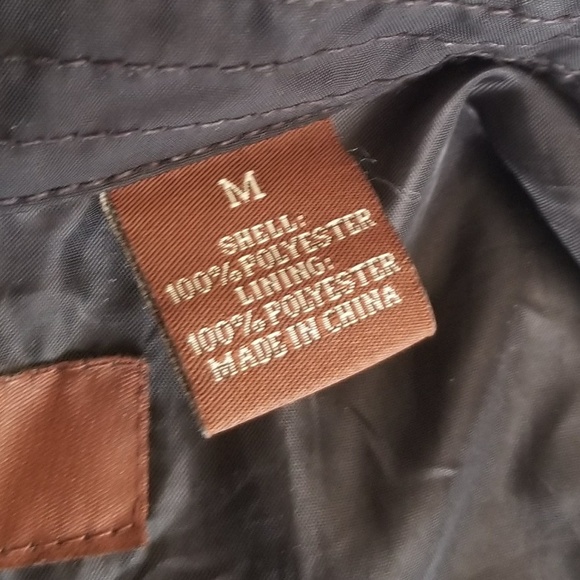 M
SHELL:
100%POLYESTER
LINING:
100%POLYESTER
MADE IN CHINA